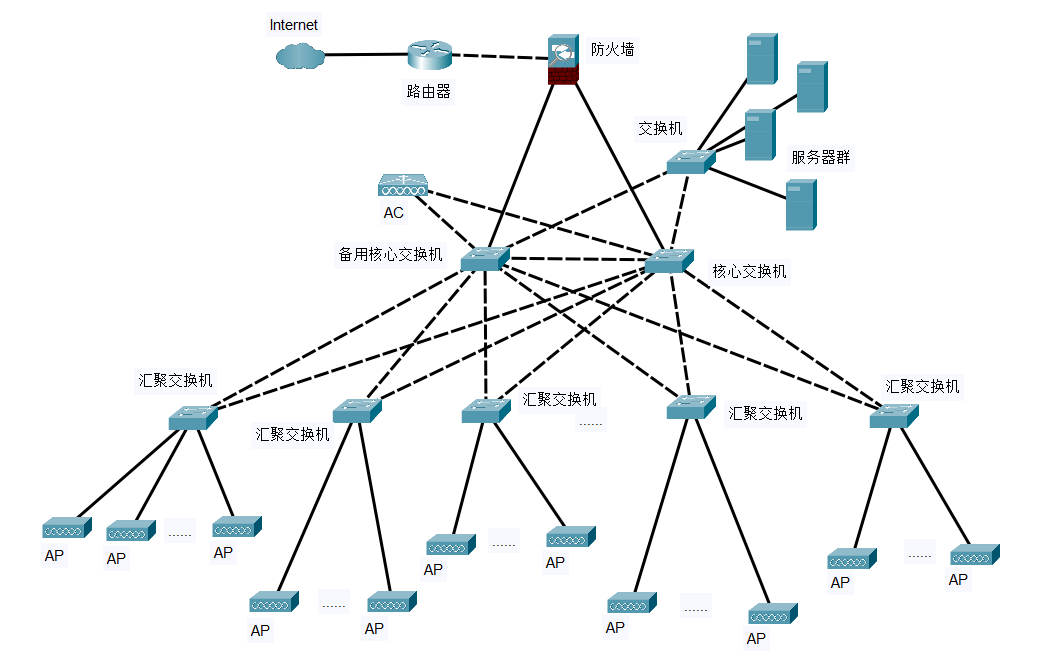 Internet
防火墙
路由器
交换机
服务器群
AC
备用核心交换机
核心交换机
汇聚交换机
汇聚交换机
汇聚交换机
......
汇聚交换机
汇聚交换机
AP
AP
......
AP
AP
......
AP
AP
......
AP
AP
......
AP
AP
......
AP